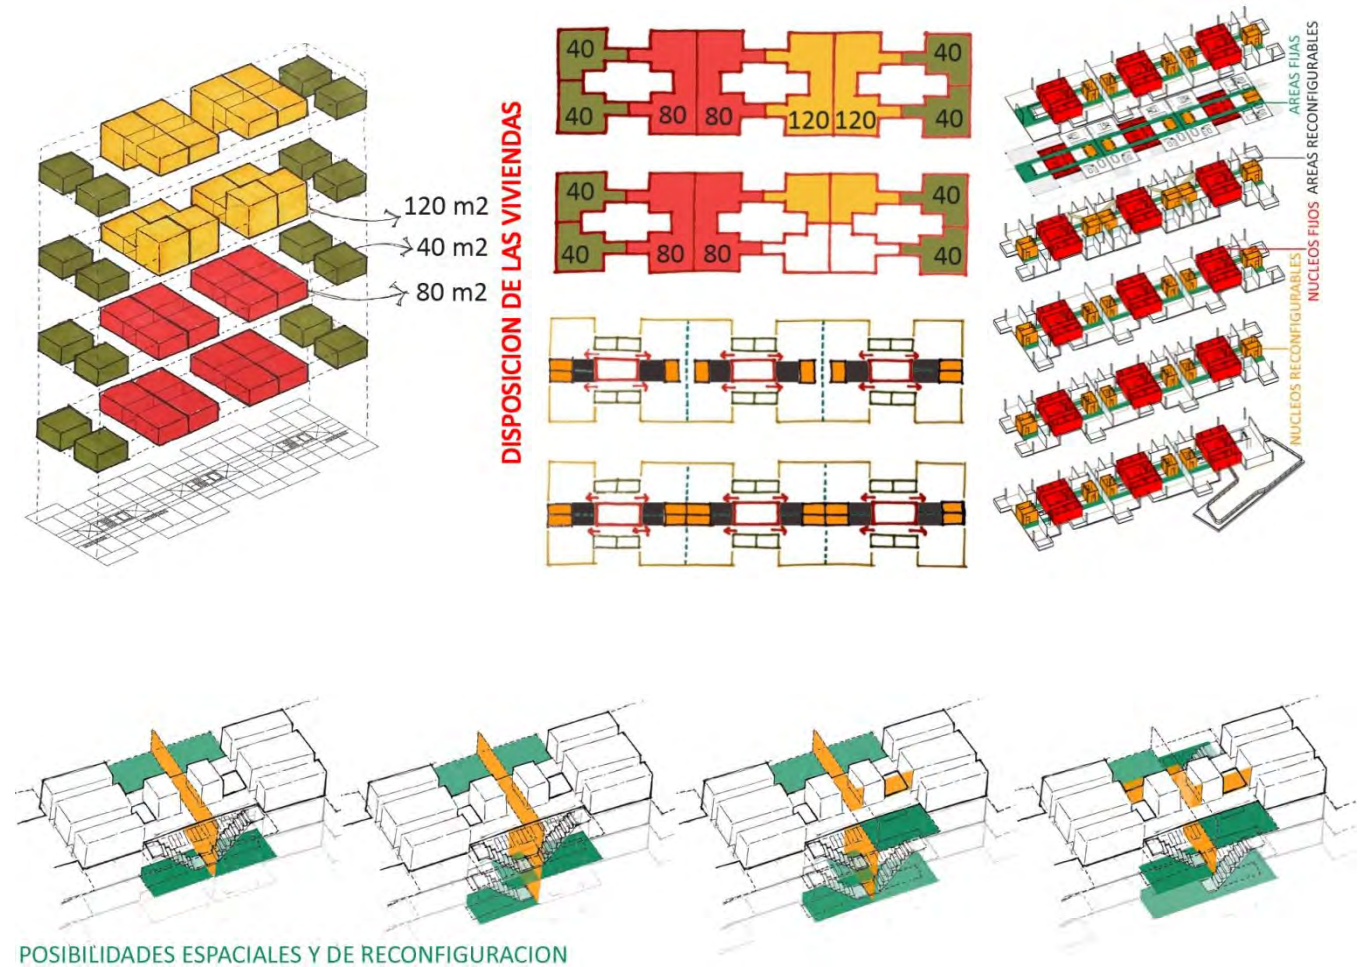 120 m2
40 m2
80 m2
DISPOSICION DE LAS VIVIENDAS
40
40
40
80
80
120
120
40
40
40
40
80
80
40
AREAS FIJAS
AREAS RECONFIGURABLES
NUCLEOS FIJOS
NUCLEOS RECONFIGURABLES
POSIBILIDADES ESPACIALES Y DE RECONFIGURACION